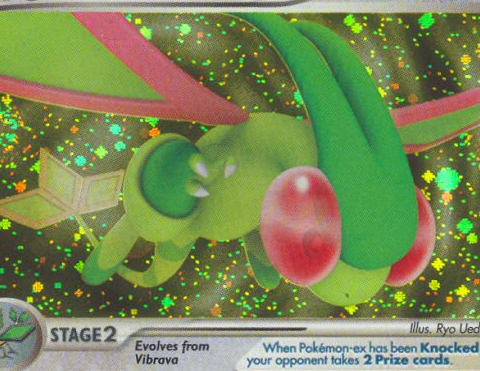 Illus. Ryo Ued
STAGE2
Evolves from
Vibrava
When Pokémon-ex has been Knocked
your opponent takes 2 Prize cards.